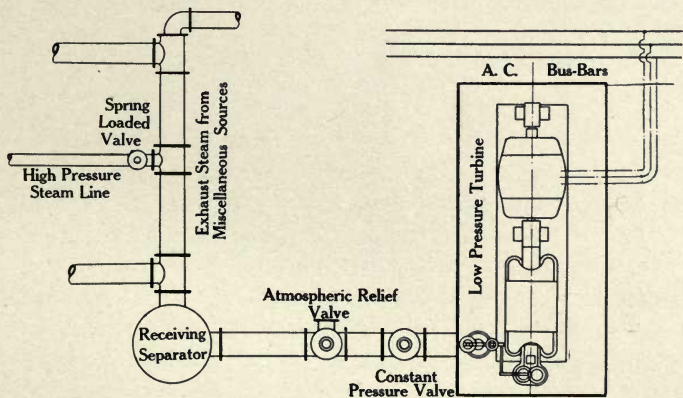 A. C. Bus-Bars
Spring
Loaded
Valve
High Pressure
Steam Line
Exhaust Steam from
Miscellaneous Sources
Low Pressure Turbine
Atmospheric Relief
Valve
Receiving
Separator
Constant
Pressure Valve